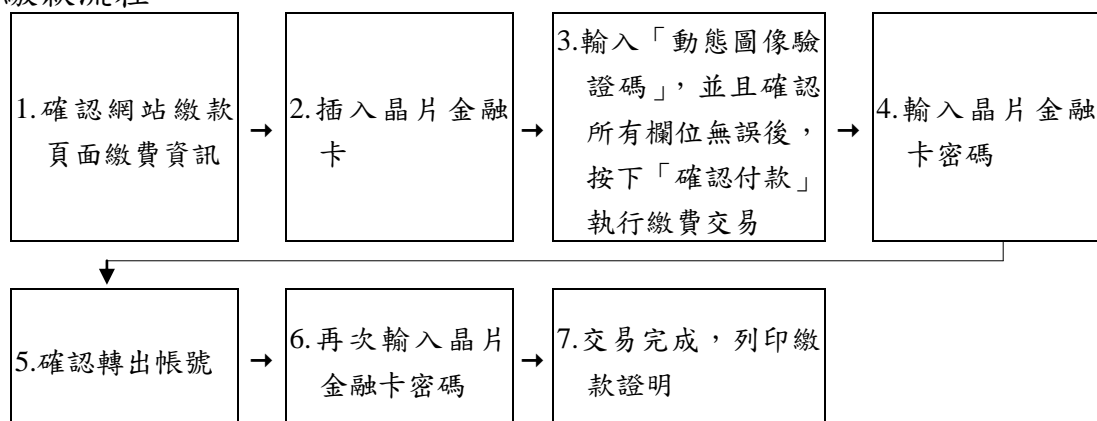 繳款流程
1.確認網站繳款
頁面繳費資訊
→
2.插入晶片金融
卡
→
3.輸入「動態圖像驗
證碼」，並且確認
所有欄位無誤後，
按下「確認付款」
執行繳費交易
→
4.輸入晶片金融
卡密碼
5.確認轉出帳號
→
6.再次輸入晶片
金融卡密碼
→
7.交易完成，列印繳
款證明